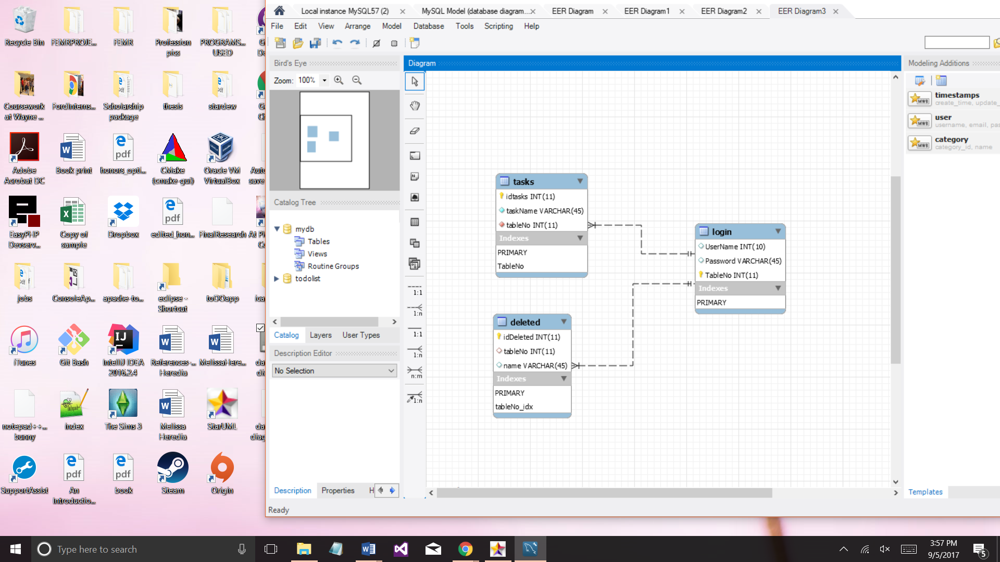 Recycle Bin
FEMRPROJE...
FEMR
Profession
pics
PROGRAMS...
USED
Coursework
at Wayne ...
FordInterns...
Scholarship
package
thesis
stardew
Adobe
Acrobat DC
Book print
honors_opti...
CMake
(cmake-gui)
Oracle VM
VirtualBox
EasyPHP
Devserv...
Copy of
sample
Dropbox
edited_hon...
FinalResearch
jobs
ConsoleAp...
apache-to...
eclipse -
Shortcut
toDOapp
iTunes
Git Bash
IntelliJ IDEA
2016.2.4
References-...
Heredia
MelissaHere...
notepad++...
bunny
index
The Sims 3
Melissa
Heredia
StarUML
SupportAssist
An
Introductio...
book
Steam
Origin
Local instance MySQL57 (2)
MySQL Model (database diagram...
EER Diagram
EER Diagram1
EER Diagram2
EER Diagram3
File Edit View Arrange Model Database Tools Scripting Help
Bird's Eye
Zoom: 100%
Catalog Tree
mydb
Tables
Views
Routine Groups
todolist
Catalog Layers User Types
Description Editor
No Selection
Description Properties H
Ready
Diagram
1:1
1:n
1:1
1:n
n:m
1:n
tasks
idtasks INT(11)
taskName VARCHAR(45)
tableNo INT(11)
Indexes
PRIMARY
TableNo
login
UserName INT(10)
Password VARCHAR(45)
TableNo INT(11)
Indexes
PRIMARY
deleted
idDeleted INT(11)
tableNo INT(11)
name VARCHAR(45)
Indexes
PRIMARY
tableNo_idx
Modeling Additions
timestamps
create_time, update_
user
username, email, pas
category
category_id, name
Templates
Type here to search
3:57 PM
9/5/2017
5